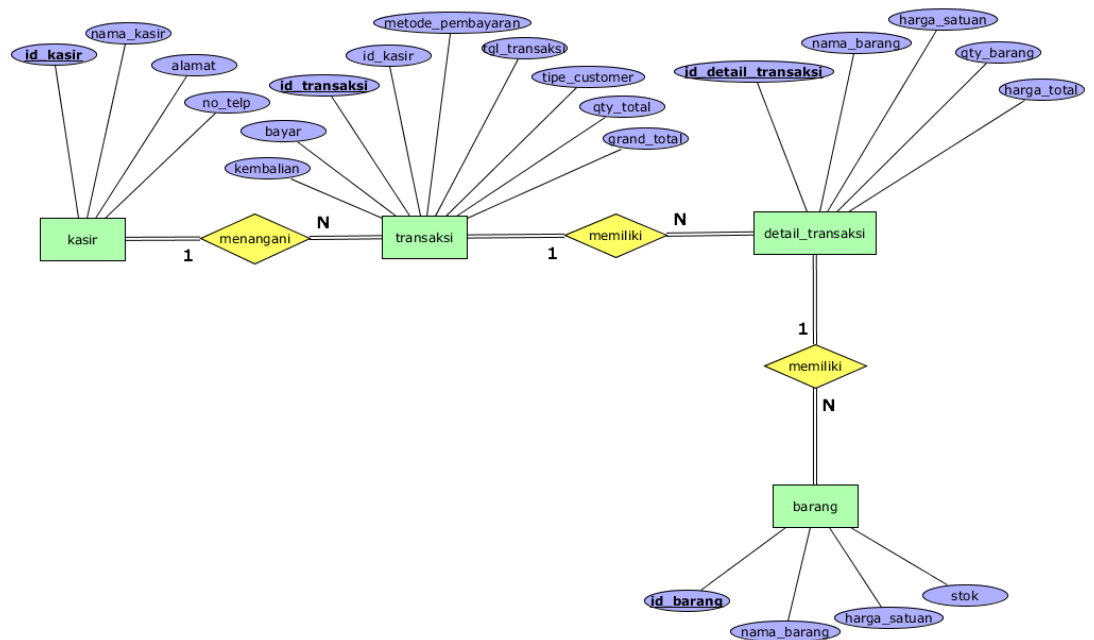 metode_pembayaran
harga_satuan
nama_kasir
id_kasir
id_kasir
tgl_transaksi
nama_barang
qty_barang
alamat
id_transaksi
tipe_customer
id_detail_transaksi
harga_total
no_telp
bayar
qty_total
kembalian
grand_total
kasir
1
menangani
N
transaksi
1
memiliki
N
detail_transaksi
1
memiliki
N
barang
id_barang
nama_barang
harga_satuan
stok